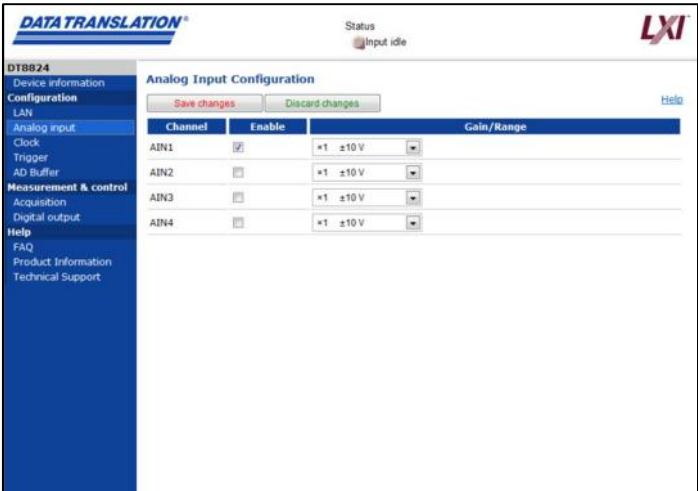 DATA TRANSLATION®
Status
Input idle
LXI
DT8824
Device information
Configuration
LAN
Analog input
Clock
Trigger
AD Buffer
Measurement & control
Acquisition
Digital output
Help
FAQ
Product Information
Technical Support
Analog Input Configuration
Save changes Discard changes Help
Channel Enable Gain/Range
AIN1 ×1 ±10 V
AIN2 ×1 ±10 V
AIN3 ×1 ±10 V
AIN4 ×1 ±10 V